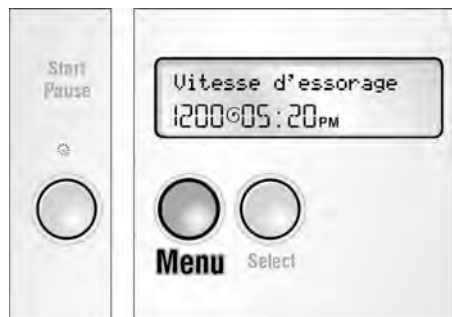 Start
Pause
Vitesse d'essorage
1200 05:20PM
Menu
Select